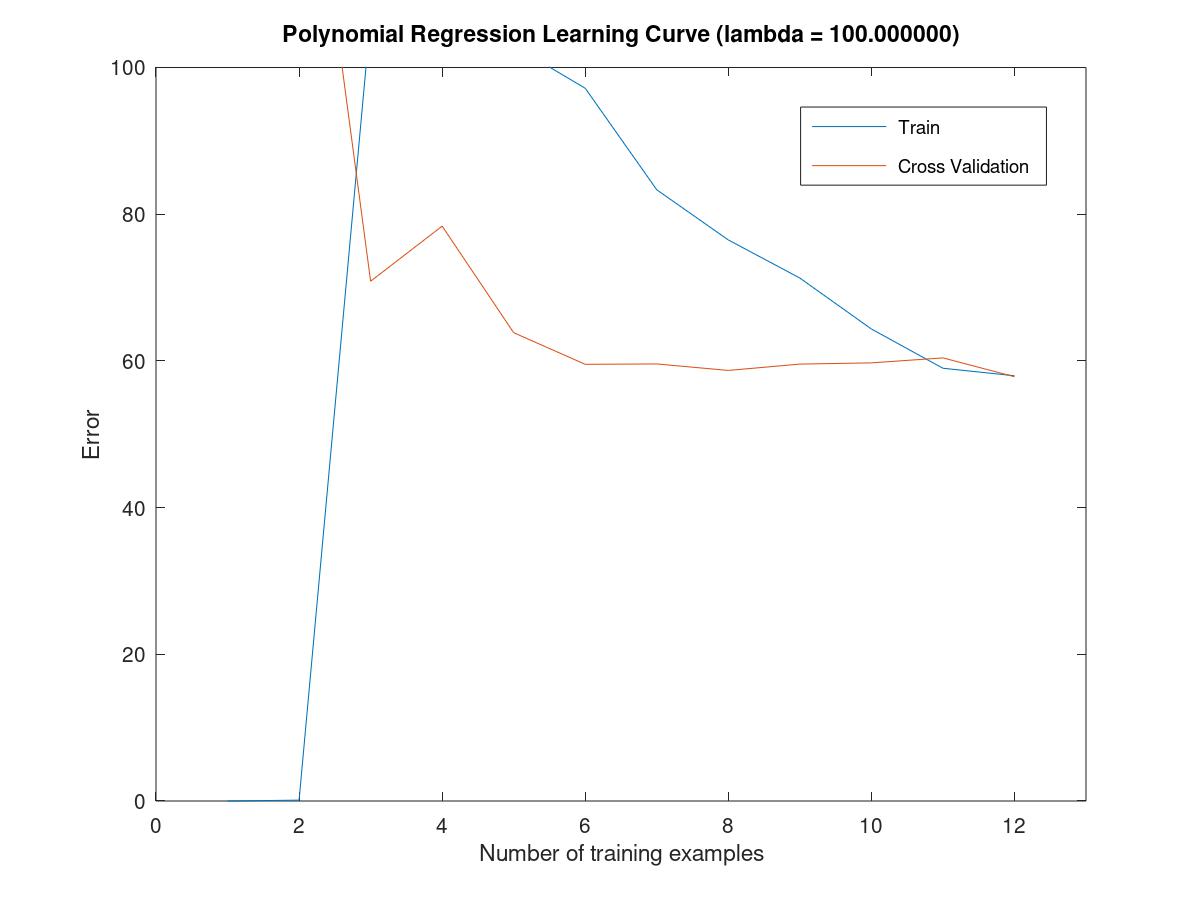 Polynomial Regression Learning Curve (lambda = 100.000000)
100
80
60
40
20
0
Error
Train
Cross Validation
0 2 4 6 8 10 12
Number of training examples